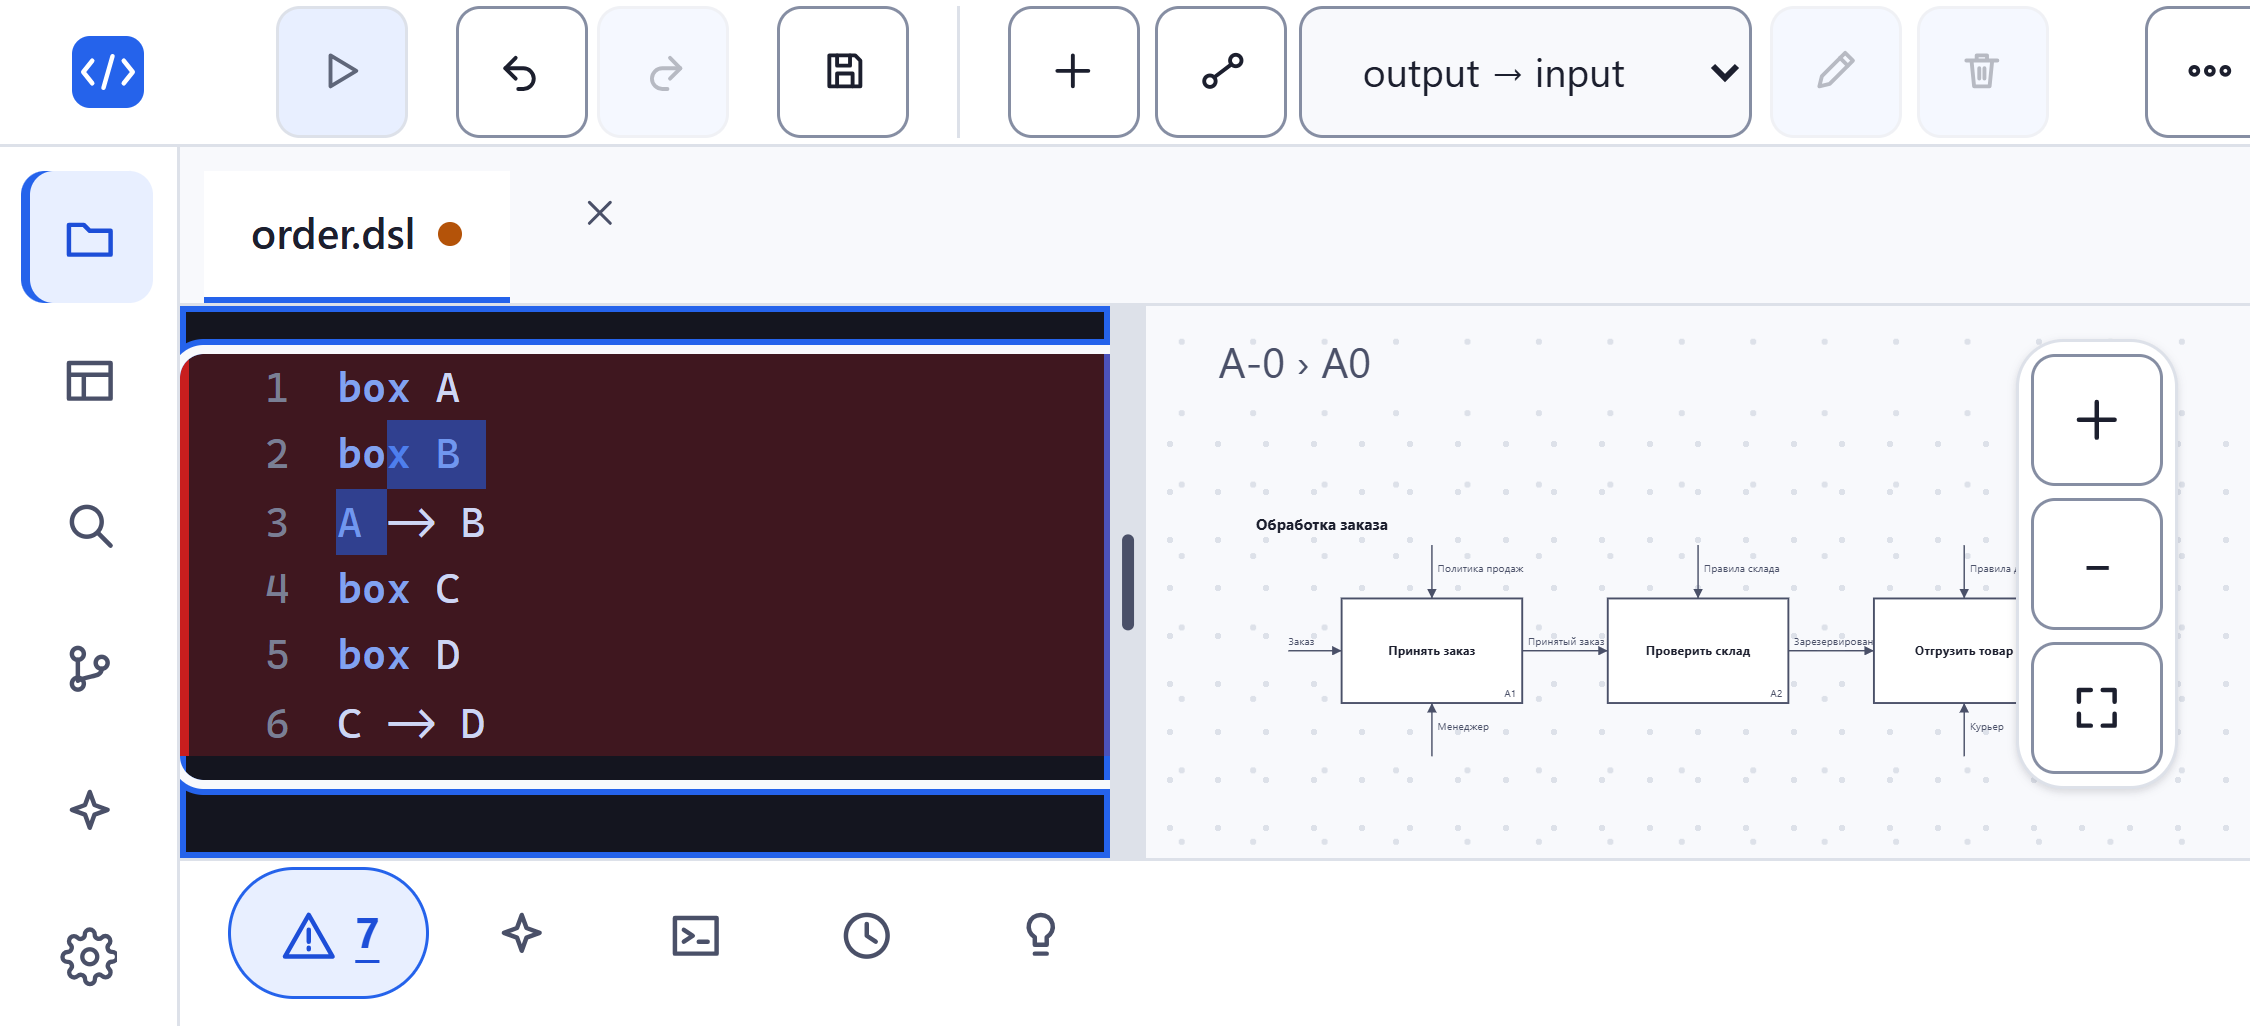 output → input
order.dsl
1 box A
2 box B
3 A --> B
4 box C
5 box D
6 C --> D
A-0 › A0
Обработка заказа
Политика продаж
Правила склада
Правила
Заказ
Принять заказ
A1
Принятый заказ
Проверить склад
A2
Зарезервирован
Отгрузить товар
Менеджер
Курьер
7